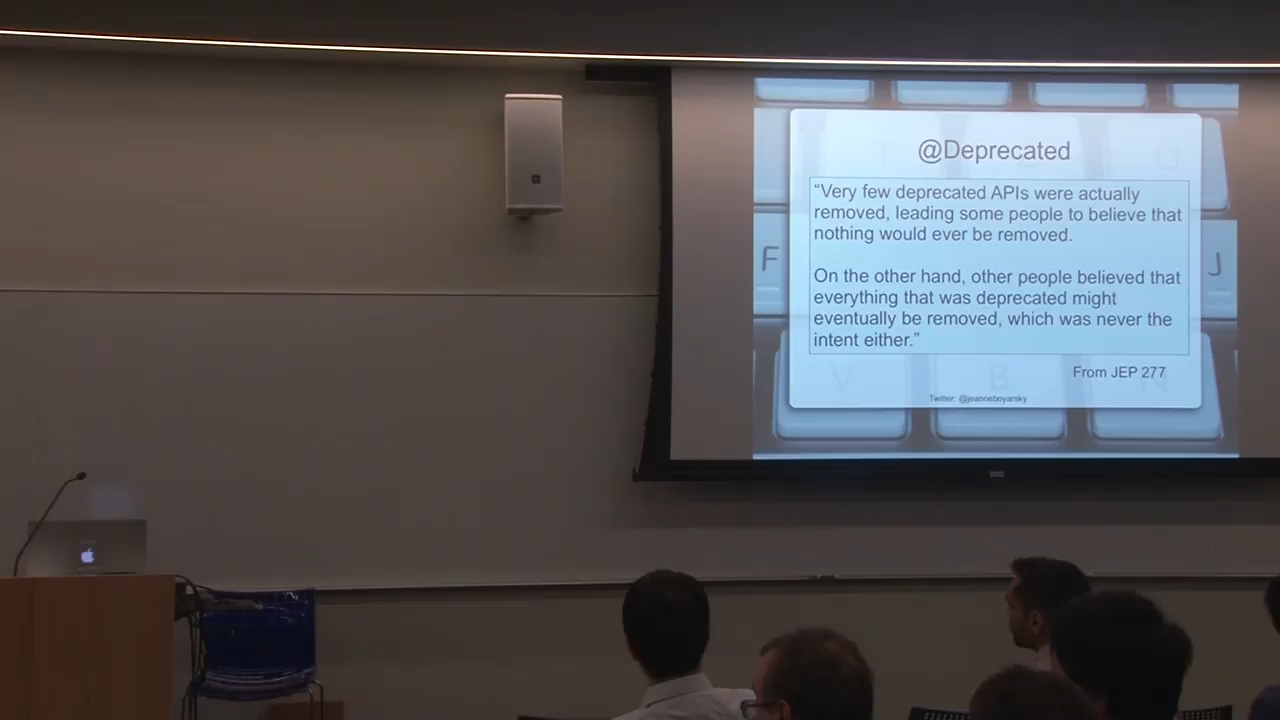 @Deprecated
“Very few deprecated APIs were actually
removed, leading some people to believe that
nothing would ever be removed.
On the other hand, other people believed that
everything that was deprecated might
eventually be removed, which was never the
intent either.”
From JEP 277
Twitter: @jeanneboyarsky
F
J
V
B
N